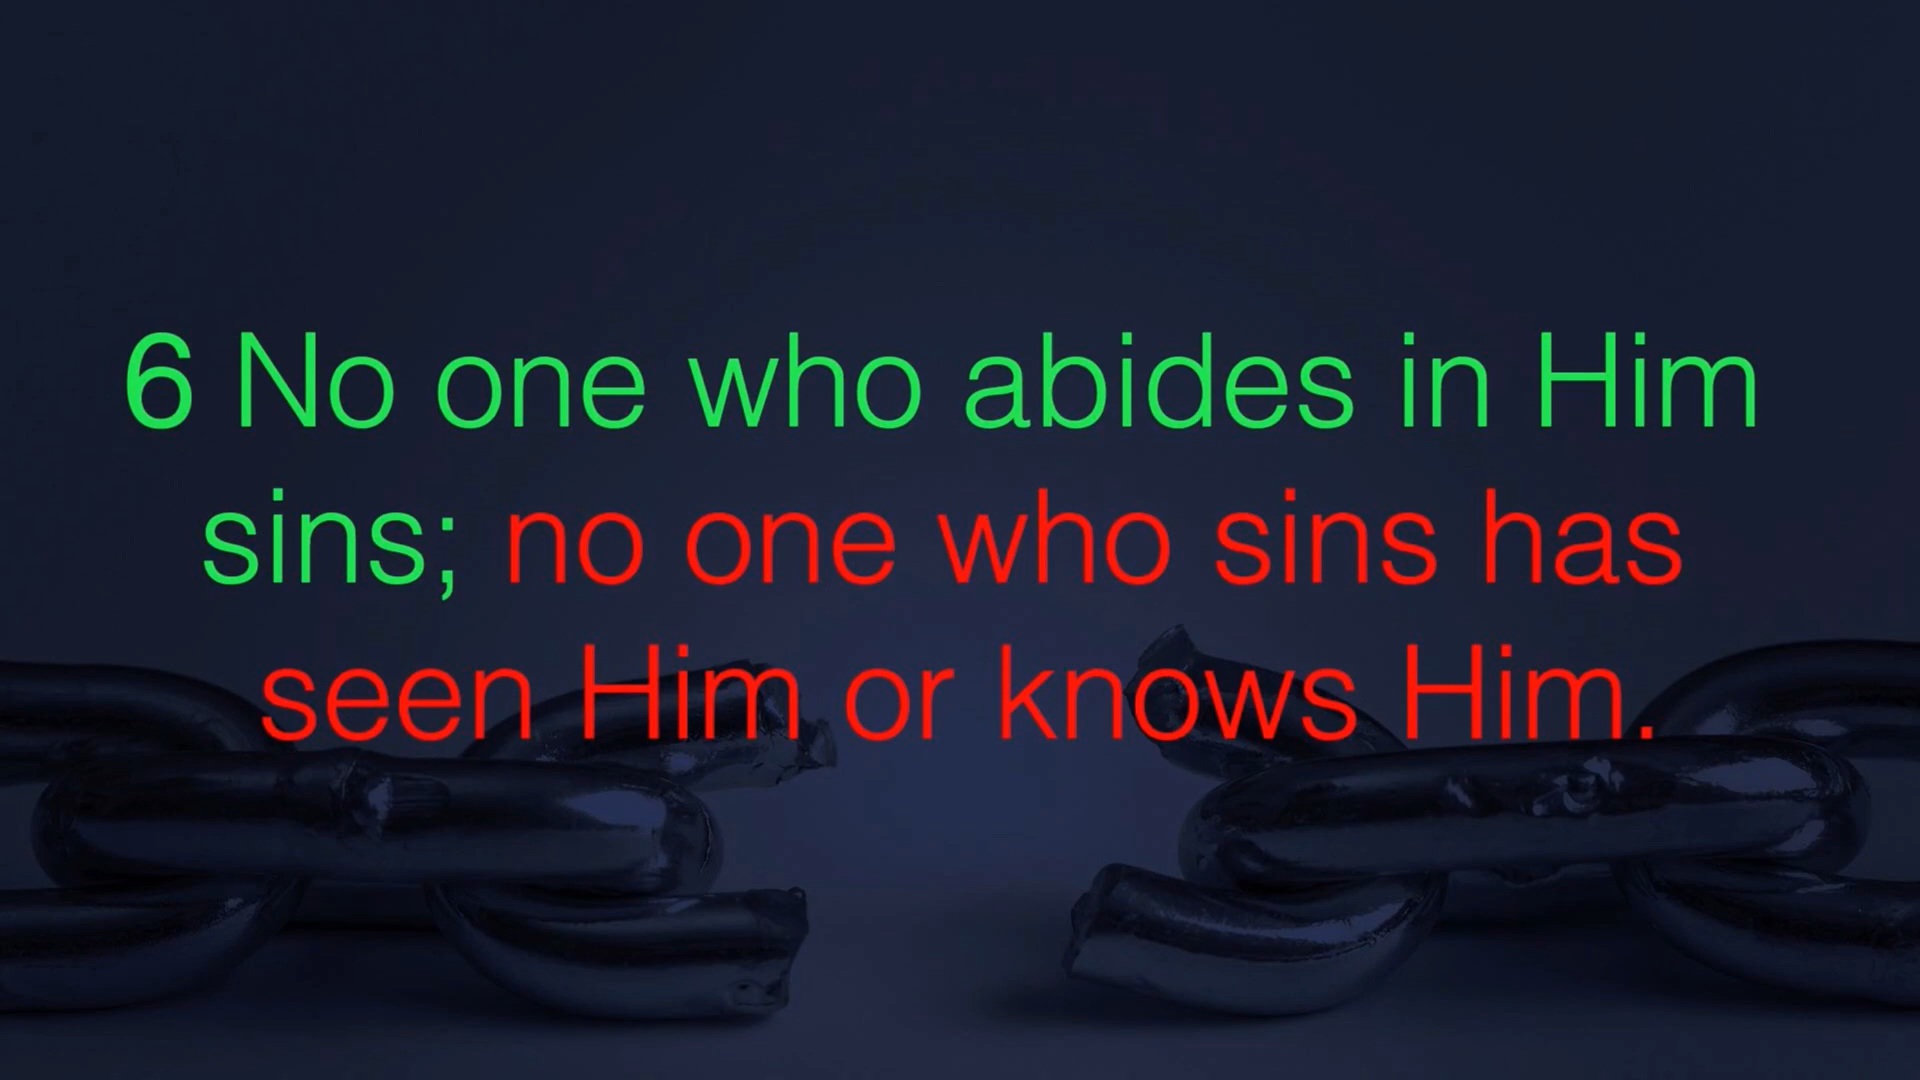 6 No one who abides in Him
sins; no one who sins has
seen Him or knows Him.